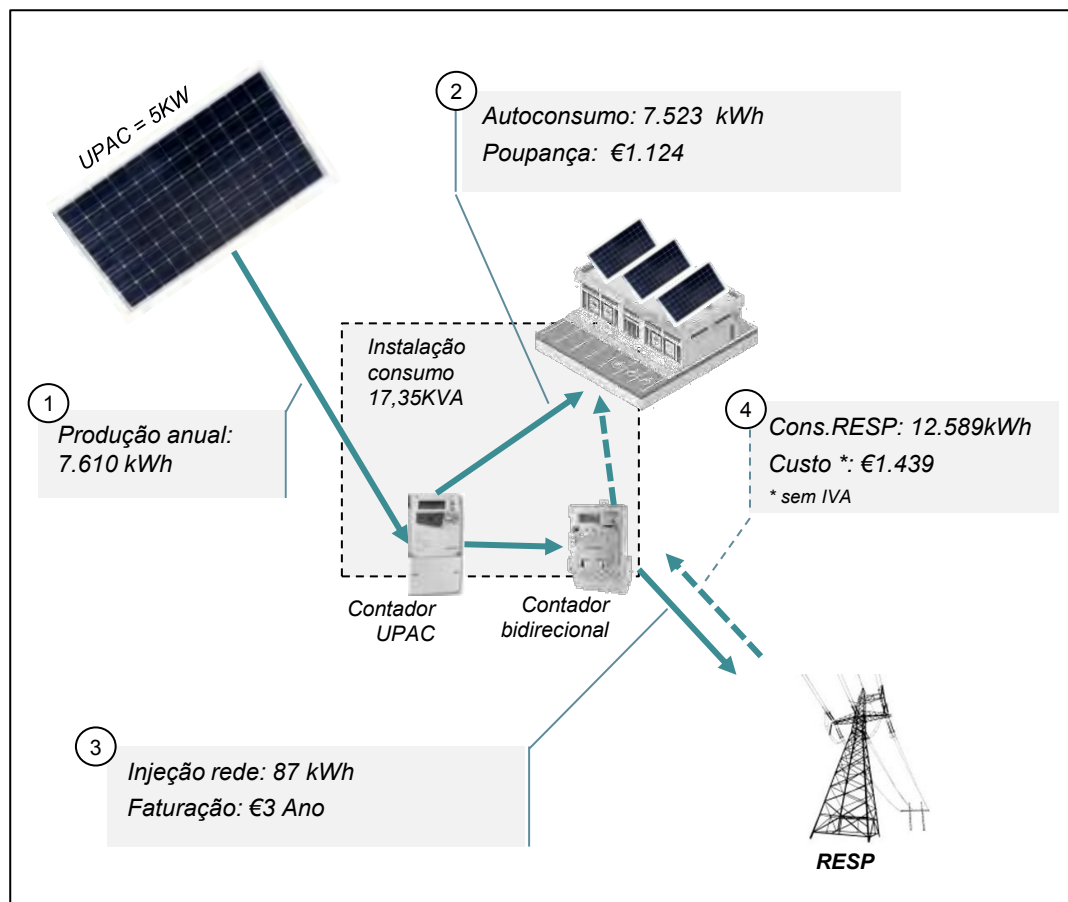 UPAC = 5KW
2
Autoconsumo: 7.523 kWh
Poupança: €1.124
Instalação
consumo
17,35KVA
1
Produção anual:
7.610 kWh
4
Cons.RESP: 12.589kWh
Custo *: €1.439
* sem IVA
Contador
UPAC
Contador
bidirecional
3
Injeção rede: 87 kWh
Faturação: €3 Ano
RESP